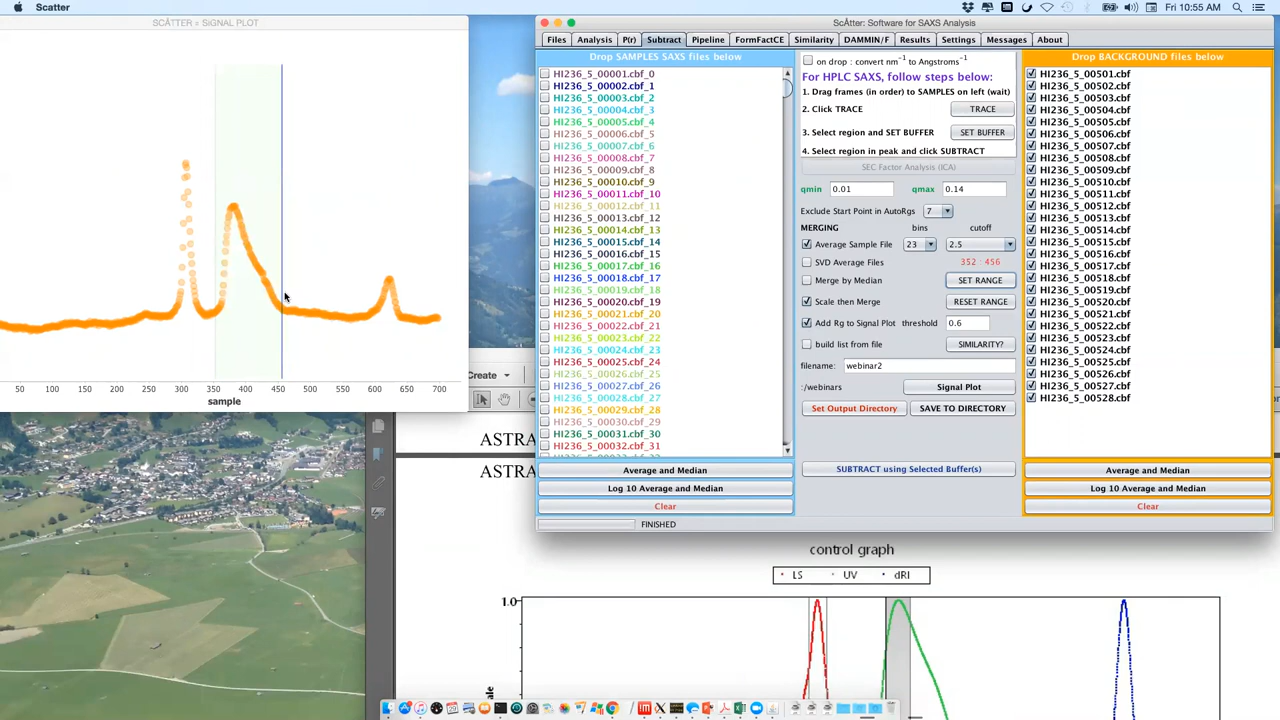 Scatter
Fri 10:55 AM
SCÅTTER ≤ SiGNAL PLOT
50 100 150 200 250 300 350 400 450 500 550 600 650 700
sample
ScÅtter: Software for SAXS Analysis
Files Analysis P(r) Subtract Pipeline FormFactCE Similarity DAMMIN/F Results Settings Messages About
Drop SAMPLES SAXS files below
HI236_5_00001.cbf_0
HI236_5_00002.cbf_1
HI236_5_00003.cbf_2
HI236_5_00004.cbf_3
HI236_5_00005.cbf_4
HI236_5_00006.cbf_5
HI236_5_00007.cbf_6
HI236_5_00008.cbf_7
HI236_5_00009.cbf_8
HI236_5_00010.cbf_9
HI236_5_00011.cbf_10
HI236_5_00012.cbf_11
HI236_5_00013.cbf_12
HI236_5_00014.cbf_13
HI236_5_00015.cbf_14
HI236_5_00016.cbf_15
HI236_5_00017.cbf_16
HI236_5_00018.cbf_17
HI236_5_00019.cbf_18
HI236_5_00020.cbf_19
HI236_5_00021.cbf_20
HI236_5_00022.cbf_21
HI236_5_00023.cbf_22
HI236_5_00024.cbf_23
HI236_5_00025.cbf_24
HI236_5_00026.cbf_25
HI236_5_00027.cbf_26
HI236_5_00028.cbf_27
HI236_5_00029.cbf_28
HI236_5_00030.cbf_29
HI236_5_00031.cbf_30
HI236_5_00032.cbf_31
Average and Median
Log 10 Average and Median
Clear
FINISHED
on drop : convert nm⁻¹ to Angstroms⁻¹
For HPLC SAXS, follow steps below:
1. Drag frames (in order) to SAMPLES on left (wait)
2. Click TRACE TRACE
3. Select region and SET BUFFER SET BUFFER
4. Select region in peak and click SUBTRACT
SEC Factor Analysis (ICA)
qmin 0.01 qmax 0.14
Exclude Start Point in AutoRgs 7
MERGING bins cutoff
Average Sample File 23 2.5
SVD Average Files 352 - 456
Merge by Median SET RANGE
Scale then Merge RESET RANGE
Add Rg to Signal Plot threshold 0.6
build list from file SIMILARITY?
filename: webinar2
:/webinars Signal Plot
Set Output Directory SAVE TO DIRECTORY
SUBTRACT using Selected Buffer(s)
Drop BACKGROUND files below
HI236_5_00501.cbf
HI236_5_00502.cbf
HI236_5_00503.cbf
HI236_5_00504.cbf
HI236_5_00505.cbf
HI236_5_00506.cbf
HI236_5_00507.cbf
HI236_5_00508.cbf
HI236_5_00509.cbf
HI236_5_00510.cbf
HI236_5_00511.cbf
HI236_5_00512.cbf
HI236_5_00513.cbf
HI236_5_00514.cbf
HI236_5_00515.cbf
HI236_5_00516.cbf
HI236_5_00517.cbf
HI236_5_00518.cbf
HI236_5_00519.cbf
HI236_5_00520.cbf
HI236_5_00521.cbf
HI236_5_00522.cbf
HI236_5_00523.cbf
HI236_5_00524.cbf
HI236_5_00525.cbf
HI236_5_00526.cbf
HI236_5_00527.cbf
HI236_5_00528.cbf
Average and Median
Log 10 Average and Median
Clear
Create
ASTRA
ASTRA
control graph
LS UV dRI
1.0